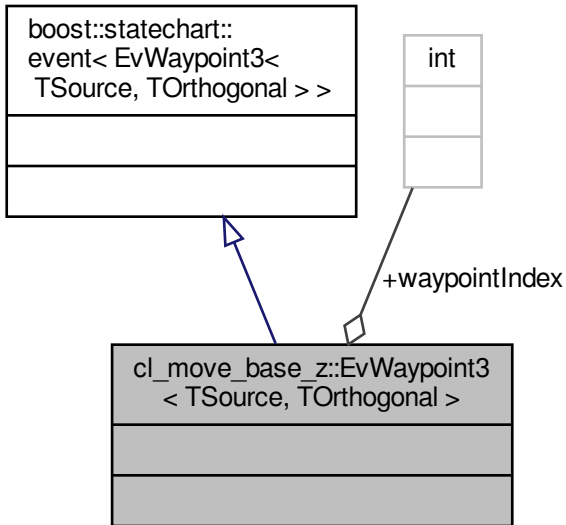 boost::statechart::
event< EvWaypoint3<
TSource, TOrthogonal > >
int
+waypointIndex
cl_move_base_z::EvWaypoint3
< TSource, TOrthogonal >